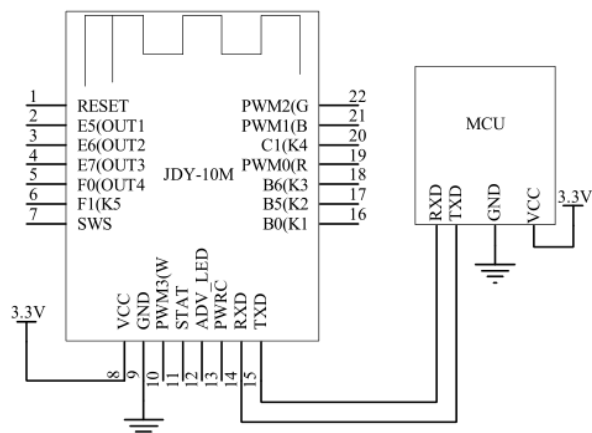 1 RESET PWM2(G 22
2 E5(OUT1 PWM1(B 21
3 E6(OUT2 C1(K4 20
4 E7(OUT3 PWM0(R 19
5 F0(OUT4 B6(K3 18
6 F1(K5 B5(K2 17
7 SWS B0(K1 16
JDY-10M
MCU
RXD
TXD
GND
VCC
3.3V
3.3V
VCC
GND
PWM3(W
STAT
ADV_LED
PWRC
RXD
TXD
8
9
10
11
12
13
14
15